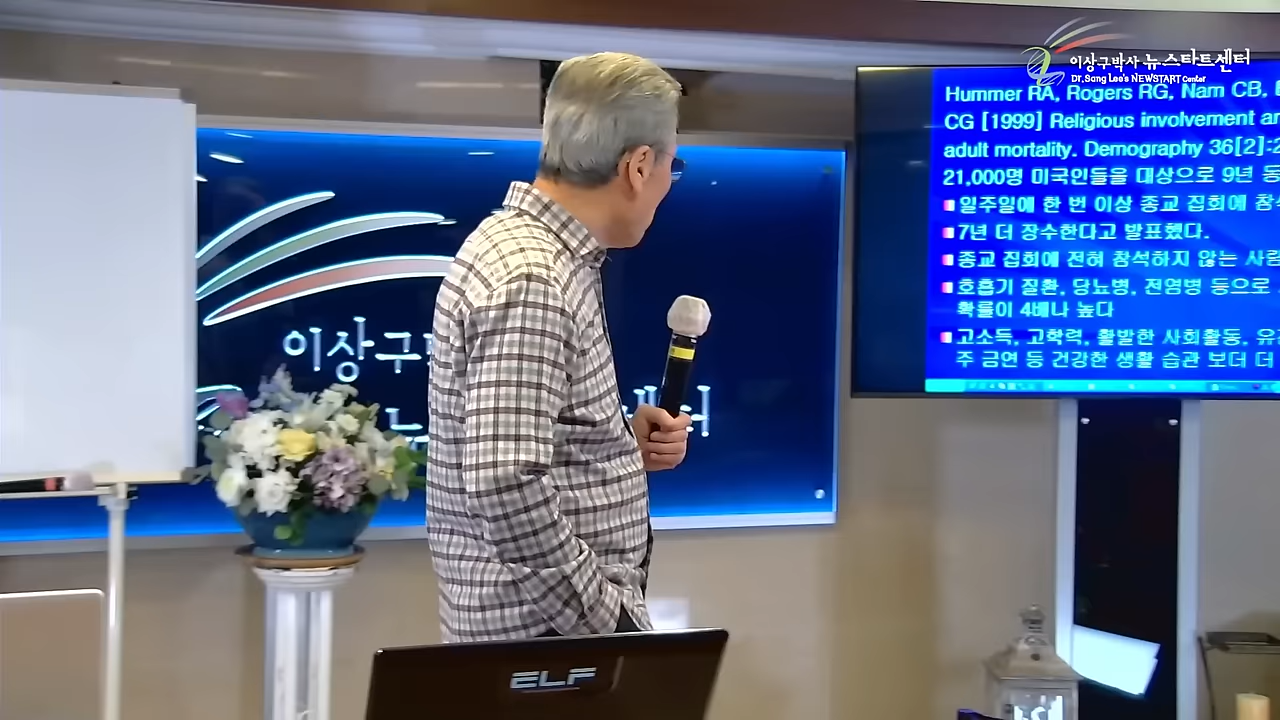 이상구박사 뉴스타트센터
Dr. Sang Lee's NEWSTART Center
Hummer RA, Rogers RG, Nam CB,
CG [1999] Religious involvement
adult mortality. Demography 36[2]:2
21,000명 미국인들을 대상으로 9년
일주일에 한 번 이상 종교 집회에
7년 더 장수한다고 발표했다.
종교 집회에 전혀 참석하지 않는 사람
호흡기 질환, 당뇨병, 전염병 등으로
확률이 4배나 높다
고소득, 고학력, 활발한 사회활동,
주 금연 등 건강한 생활 습관 보더 더
이상구
ELF